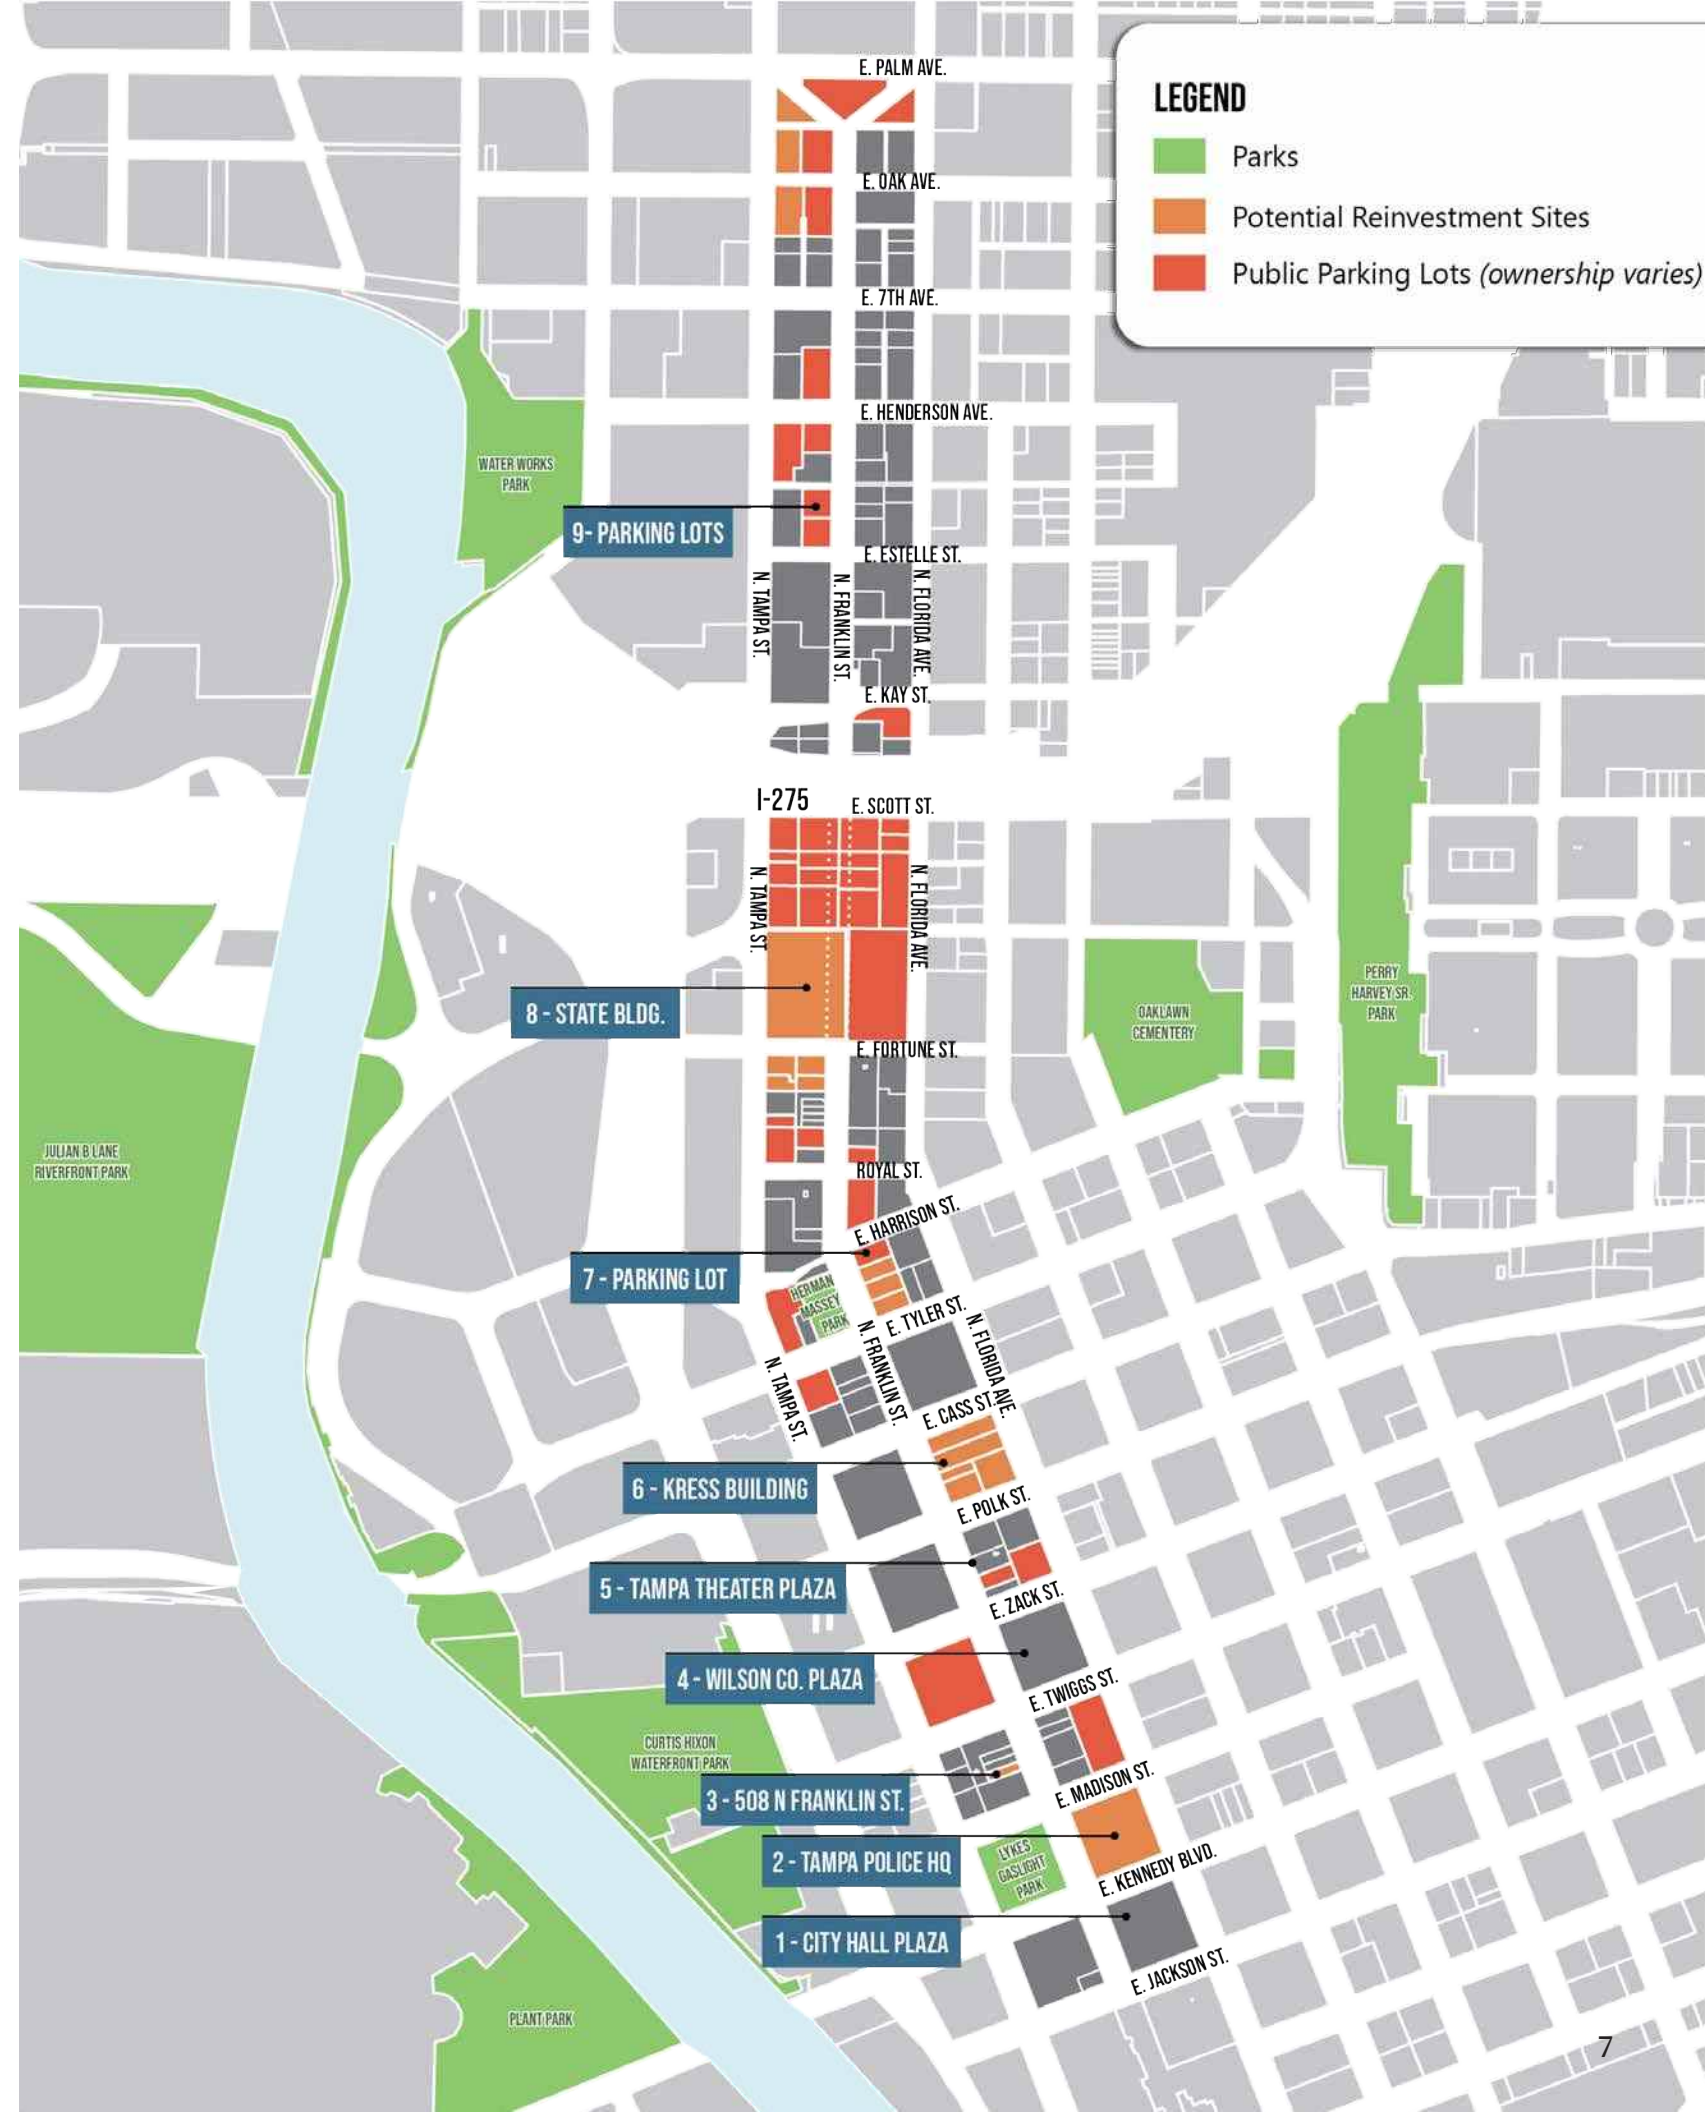 E. PALM AVE.
LEGEND
Parks
Potential Reinvestment Sites
Public Parking Lots (ownership varies)
E. OAK AVE.
E. 7TH AVE.
E. HENDERSON AVE.
WATER WORKS
PARK
9- PARKING LOTS
E. ESTELLE ST.
N. TAMPA ST.
N. FRANKLIN ST.
N. FLORIDA AVE.
E. KAY ST.
I-275
E. SCOTT ST.
N. TAMPA ST.
N. FLORIDA AVE.
PERRY
HARVEY SR.
PARK
8 - STATE BLDG.
OAKLAWN
CEMENTERY
E. FORTUNE ST.
JULIAN B LANE
RIVERFRONT PARK
ROYAL ST.
E. HARRISON ST.
7 - PARKING LOT
HERMAN
MASSEY
PARK
E. TYLER ST.
N. FRANKLIN ST.
N. FLORIDA AVE.
N. TAMPA ST.
E. CASS ST.
6 - KRESS BUILDING
E. POLK ST.
5 - TAMPA THEATER PLAZA
E. ZACK ST.
4 - WILSON CO. PLAZA
E. TWIGGS ST.
CURTIS HIXON
WATERFRONT PARK
E. MADISON ST.
3 - 508 N FRANKLIN ST.
2 - TAMPA POLICE HQ
LYKES
GASLIGHT
PARK
E. KENNEDY BLVD.
1 - CITY HALL PLAZA
E. JACKSON ST.
PLANT PARK
7